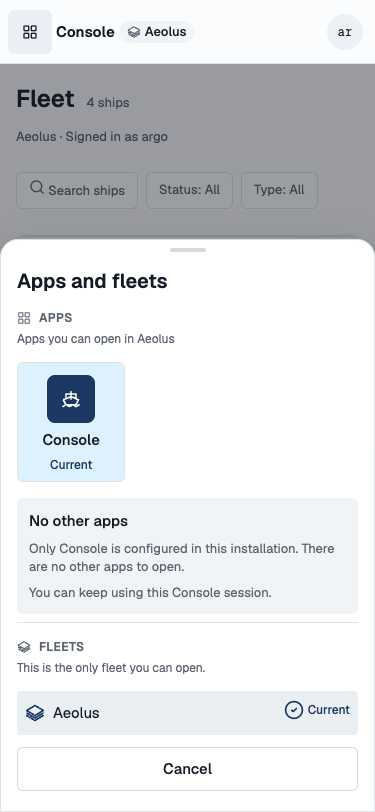 Console Aeolus ar
Fleet 4 ships
Aeolus · Signed in as argo
Search ships Status: All Type: All
Apps and fleets
APPS
Apps you can open in Aeolus
Console
Current
No other apps
Only Console is configured in this installation. There
are no other apps to open.
You can keep using this Console session.
FLEETS
This is the only fleet you can open.
Aeolus Current
Cancel